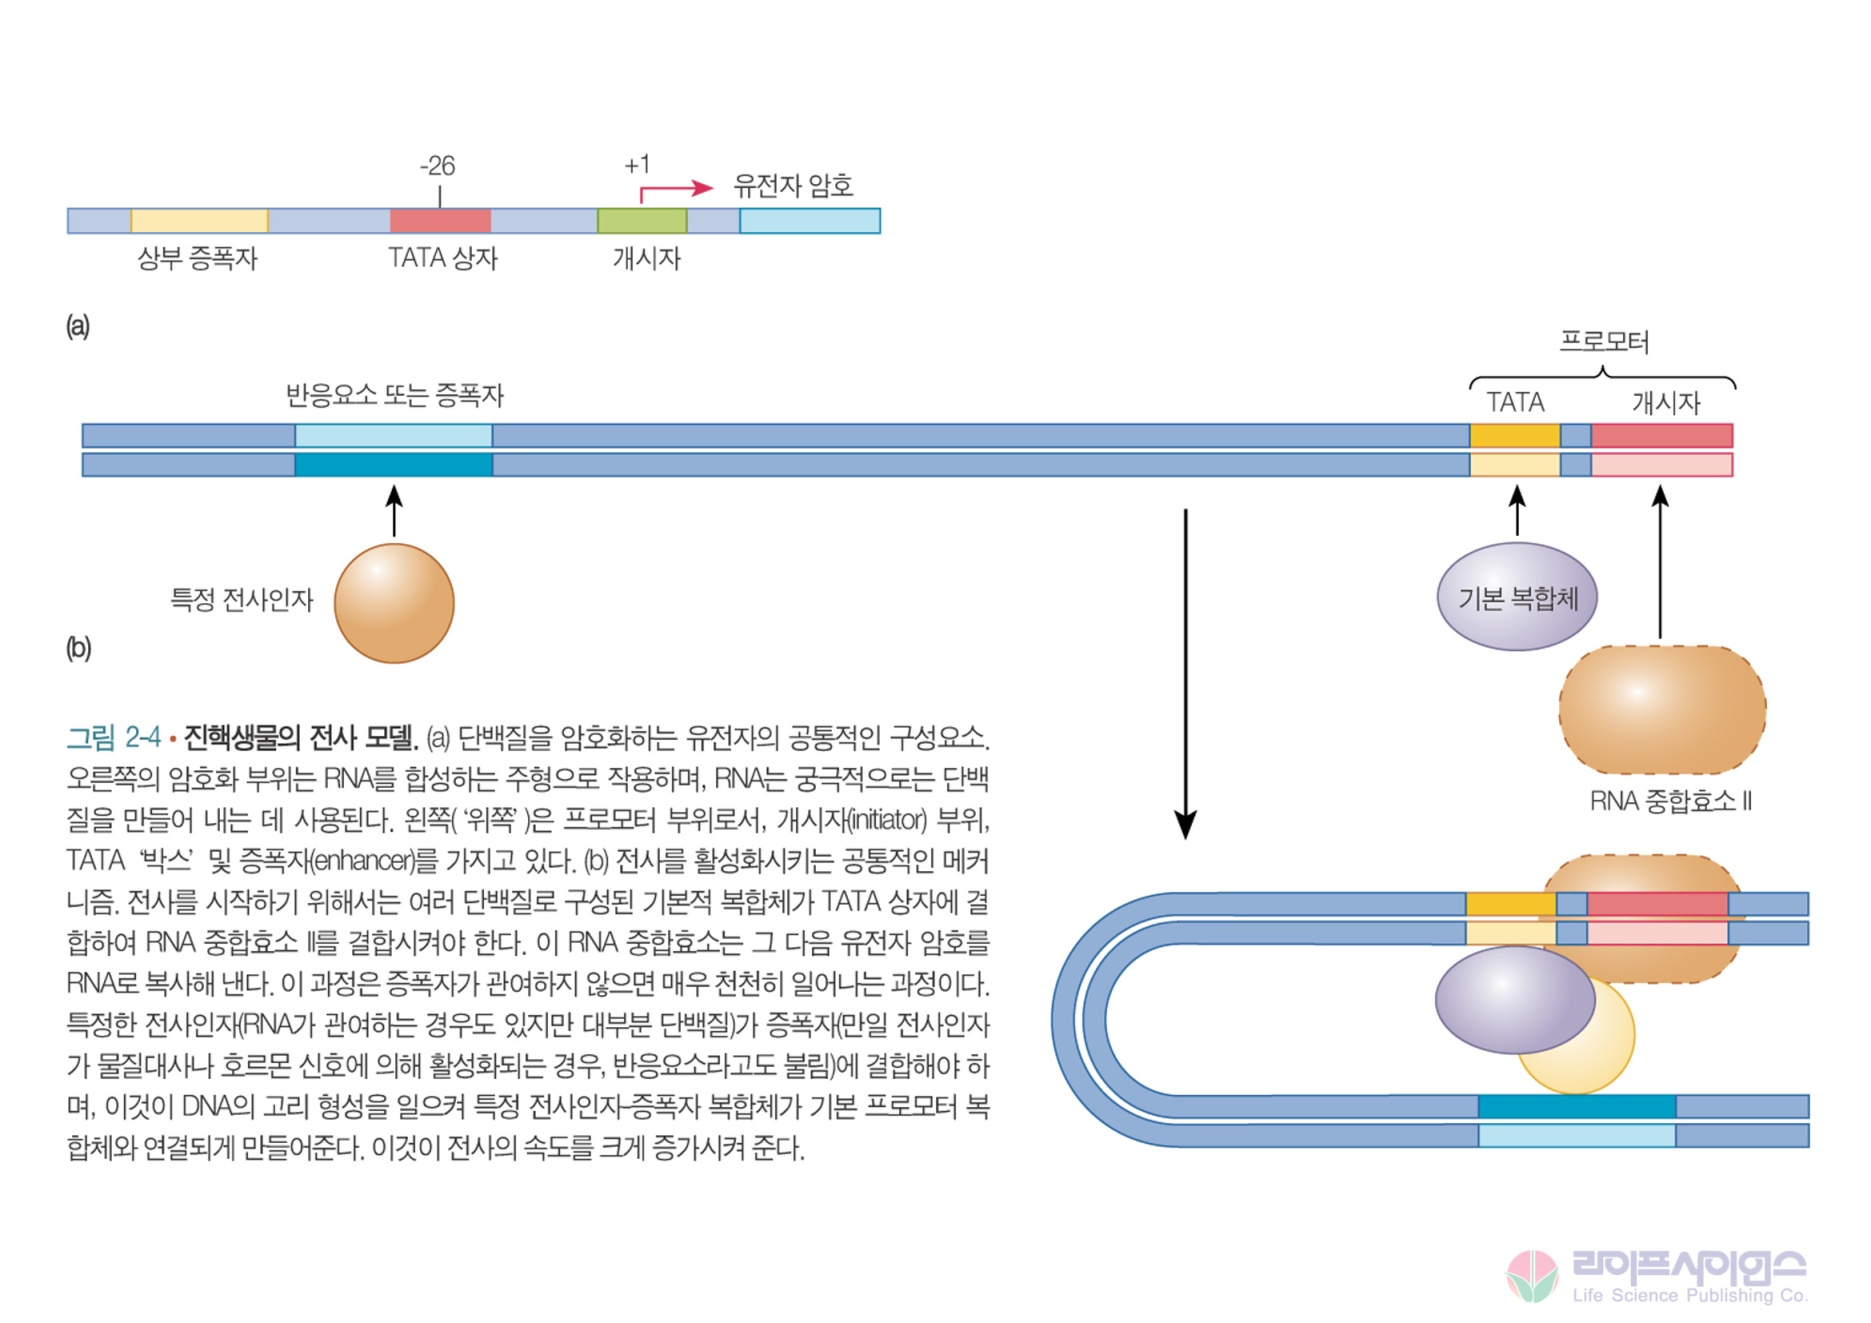 -26
+1
유전자 암호
상부 증폭자
TATA 상자
개시자
(a)
프로모터
반응요소 또는 증폭자
TATA
개시자
특정 전사인자
기본 복합체
(b)
RNA 중합효소 II
그림 2-4 • 진핵생물의 전사 모델. (a) 단백질을 암호화하는 유전자의 공통적인 구성요소.
오른쪽의 암호화 부위는 RNA를 합성하는 주형으로 작용하며, RNA는 궁극적으로는 단백
질을 만들어 내는 데 사용된다. 왼쪽( ‘위쪽’ )은 프로모터 부위로서, 개시자(initiator) 부위,
TATA ‘박스’ 및 증폭자(enhancer)를 가지고 있다. (b) 전사를 활성화시키는 공통적인 메커
니즘. 전사를 시작하기 위해서는 여러 단백질로 구성된 기본적 복합체가 TATA 상자에 결
합하여 RNA 중합효소 II를 결합시켜야 한다. 이 RNA 중합효소는 그 다음 유전자 암호를
RNA로 복사해 낸다. 이 과정은 증폭자가 관여하지 않으면 매우 천천히 일어나는 과정이다.
특정한 전사인자(RNA가 관여하는 경우도 있지만 대부분 단백질)가 증폭자(만일 전사인자
가 물질대사나 호르몬 신호에 의해 활성화되는 경우, 반응요소라고도 불림)에 결합해야 하
며, 이것이 DNA의 고리 형성을 일으켜 특정 전사인자-증폭자 복합체가 기본 프로모터 복
합체와 연결되게 만들어준다. 이것이 전사의 속도를 크게 증가시켜 준다.
라이프사이언스
Life Science Publishing Co.